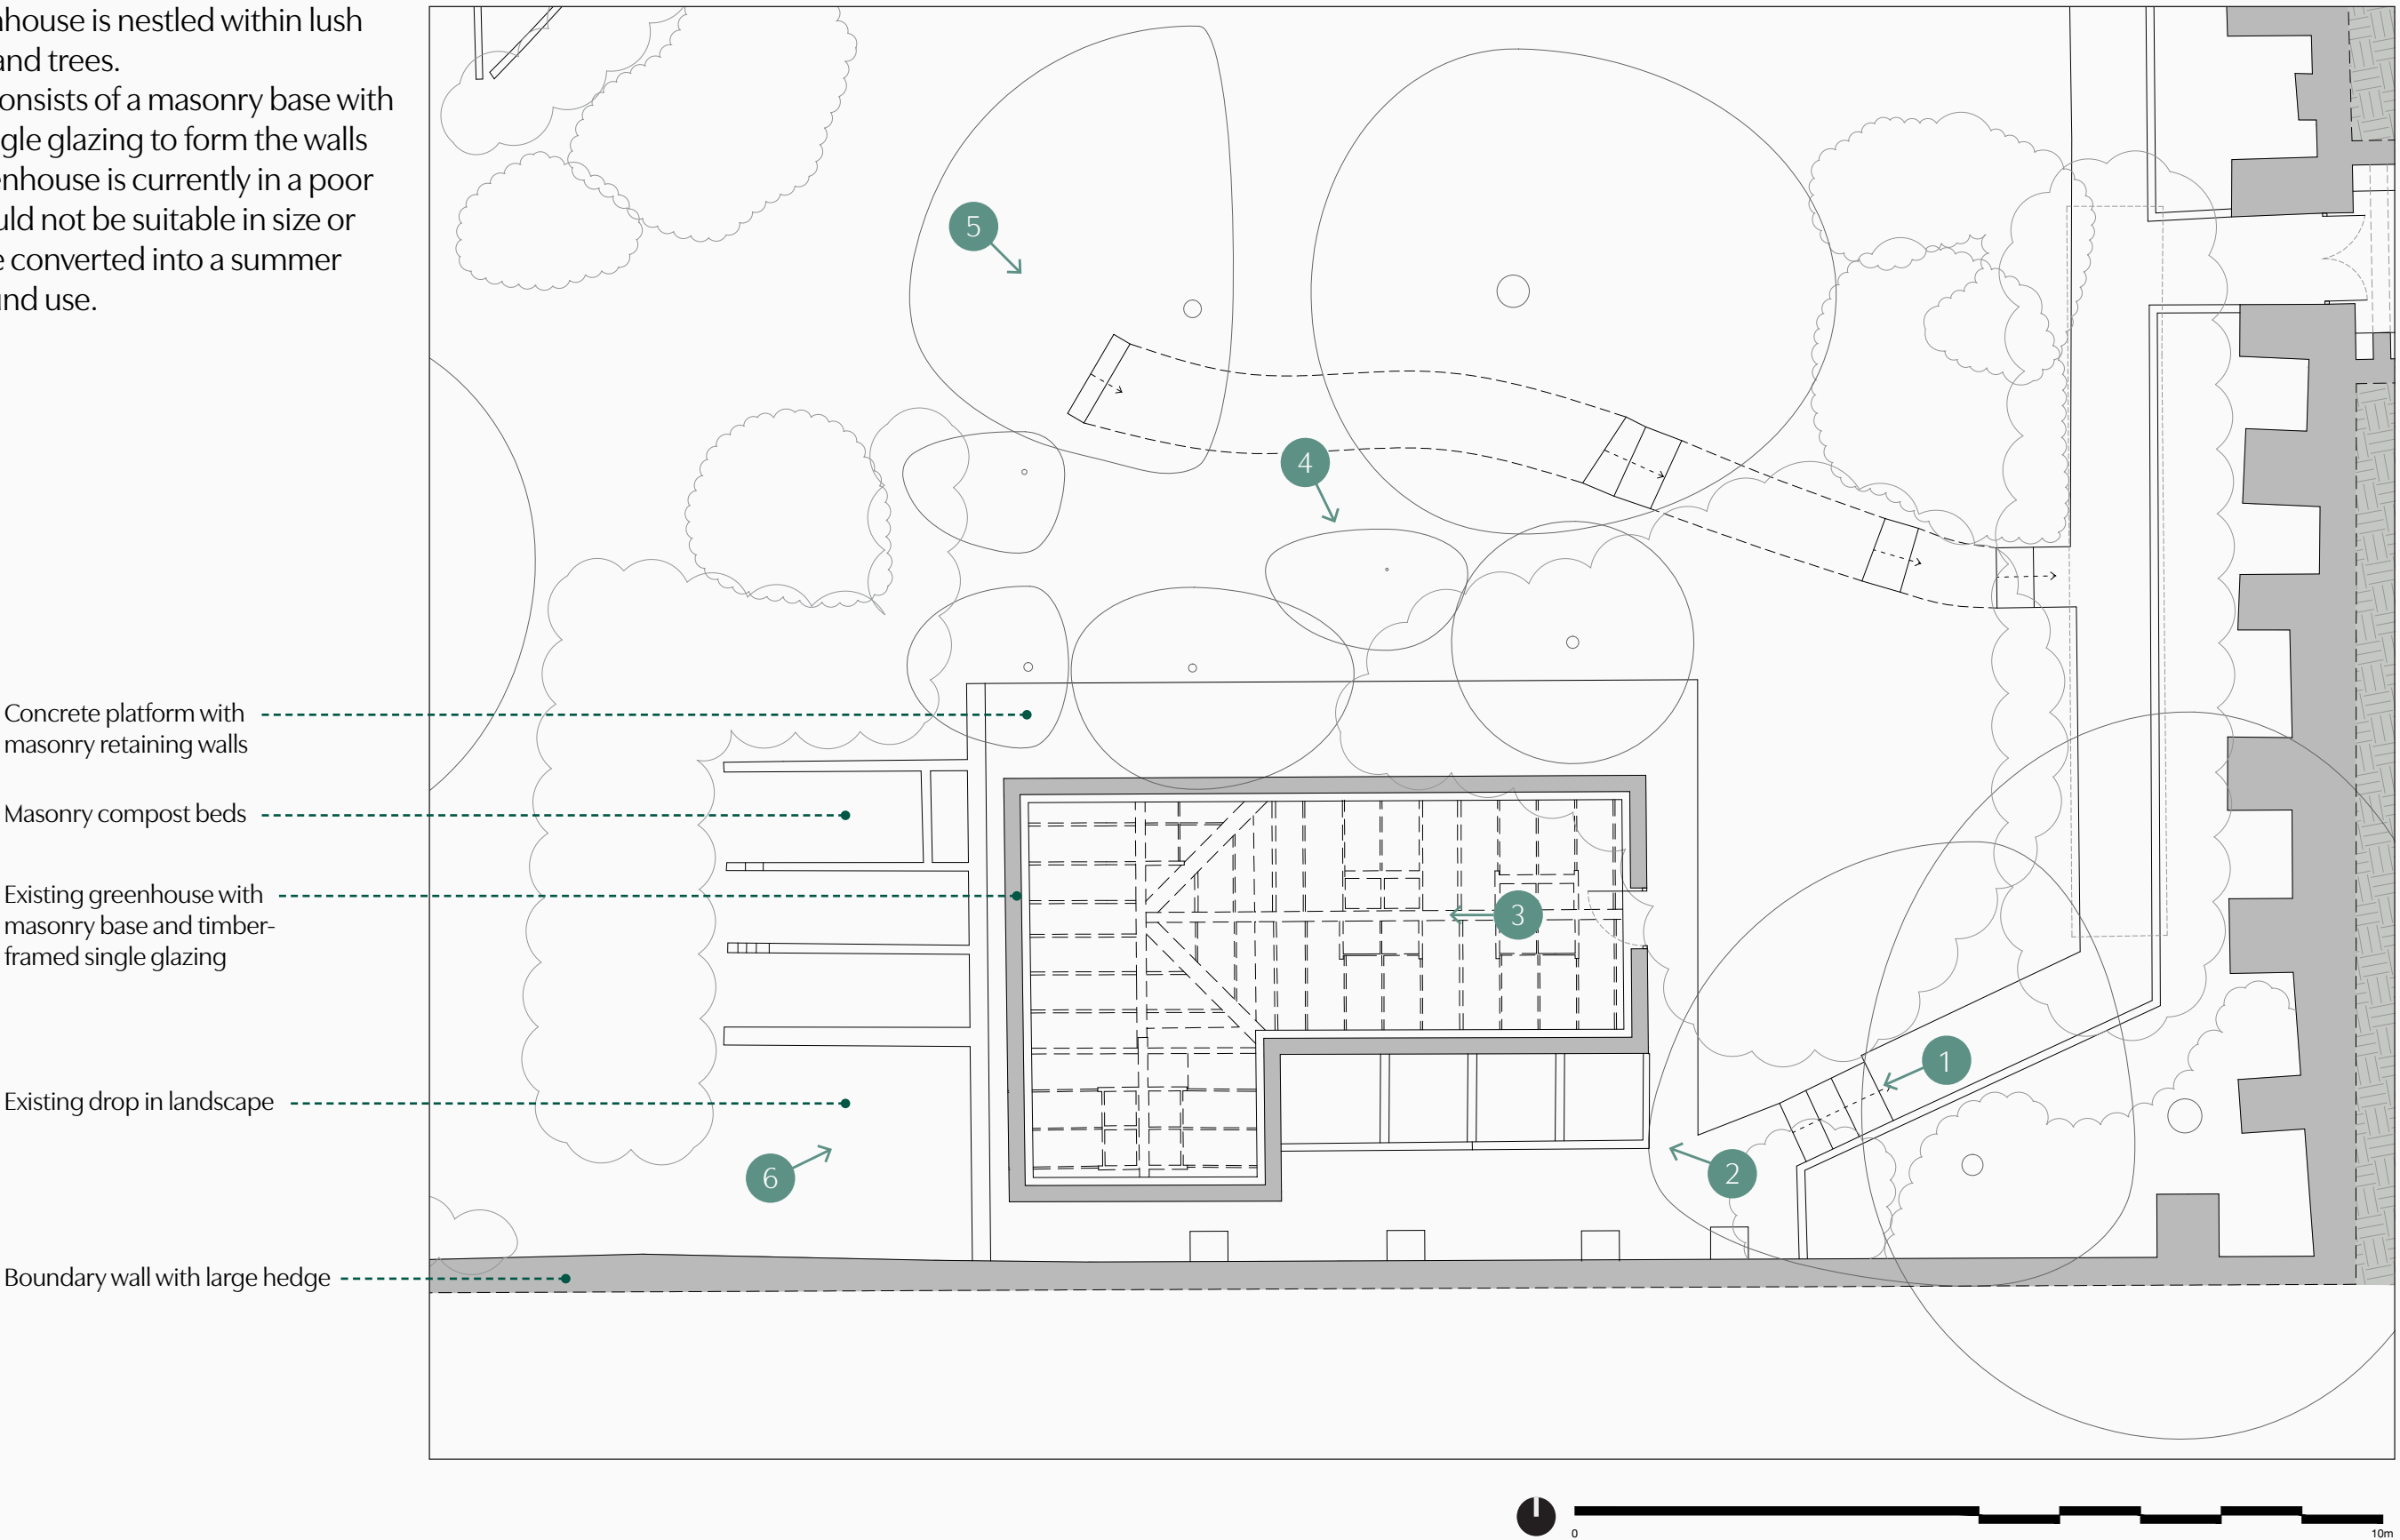 nhouse is nestled within lush
and trees.
onsists of a masonry base with
gle glazing to form the walls
enhouse is currently in a poor
uld not be suitable in size or
e converted into a summer
und use.
5
4
Concrete platform with
masonry retaining walls
Masonry compost beds
Existing greenhouse with
masonry base and timber-
framed single glazing
3
Existing drop in landscape
1
2
6
Boundary wall with large hedge
0
10m